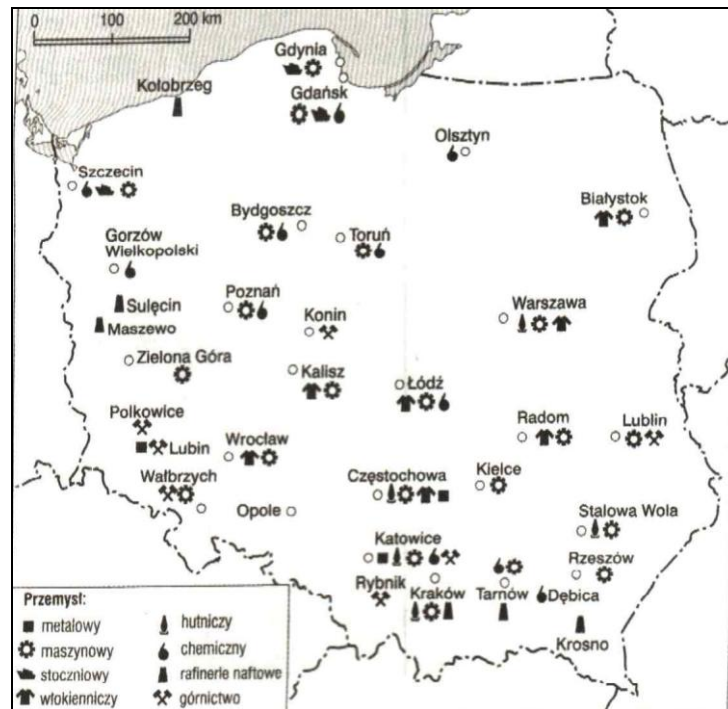 0 100 200 km
Gdynia
Gdańsk
Kołobrzeg
Olsztyn
Szczecin
Białystok
Bydgoszcz
Toruń
Gorzów
Wielkopolski
Sulęcin
Maszewo
Poznań
Konin
Warszawa
Zielona Góra
Kalisz
Łódź
Polkowice
Lubin
Wrocław
Radom
Lublin
Wałbrzych
Opole
Częstochowa
Kielce
Stalowa Wola
Katowice
Rybnik
Kraków
Tarnów
Dębica
Rzeszów
Krosno
Przemysł:
metalowy
maszynowy
stoczniowy
włókienniczy
hutniczy
chemiczny
rafinerie naftowe
górnictwo